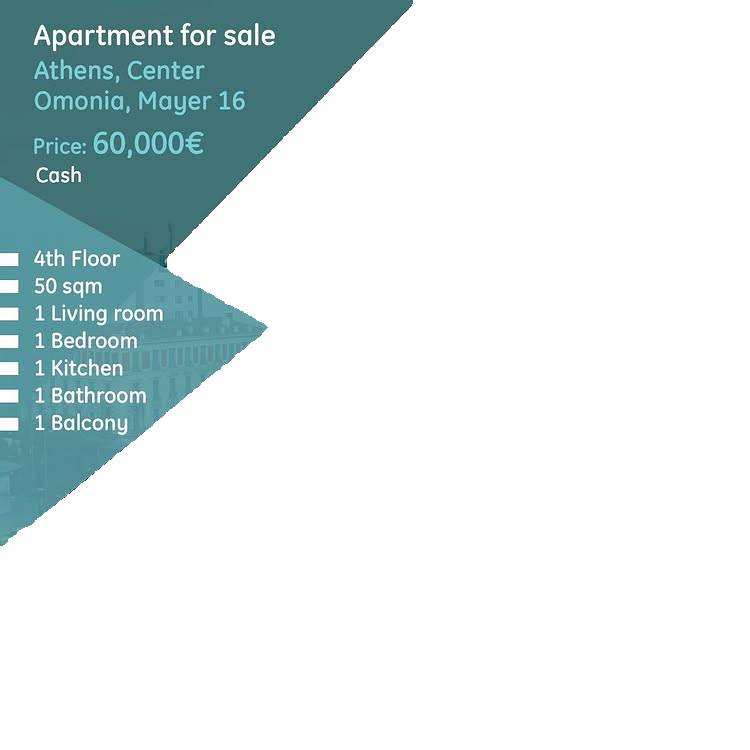 Apartment for sale
Athens, Center
Omonia, Mayer 16
Price: 60,000€
Cash
4th Floor
50 sqm
1 Living room
1 Bedroom
1 Kitchen
1 Bathroom
1 Balcony